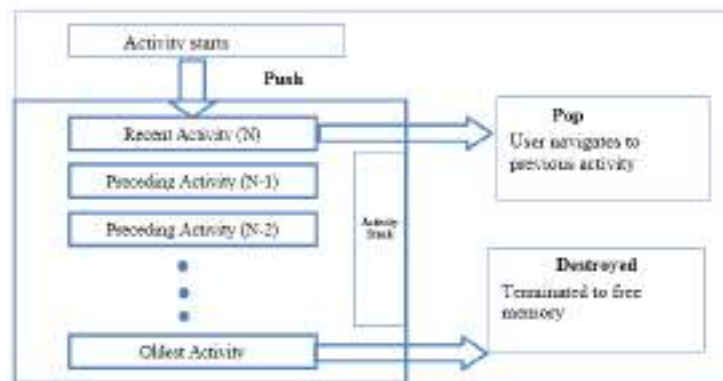 Activity starts
Push
Recent Activity (N)
Preceding Activity (N-1)
Preceding Activity (N-2)
Activity
Stack
Oldest Activity
Pop
User navigates to
previous activity
Destroyed
Terminated to free
memory